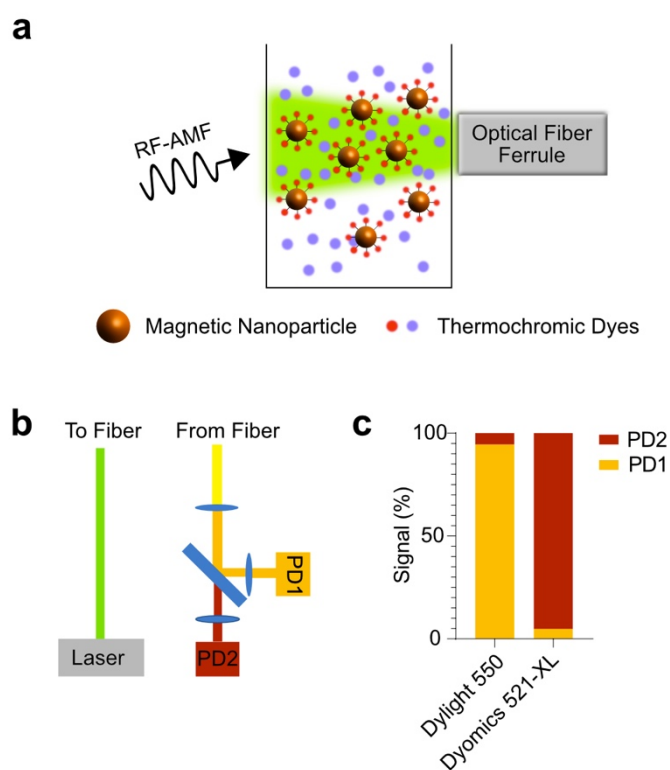 a
RF-AMF
Optical Fiber
Ferrule
Magnetic Nanoparticle
Thermochromic Dyes
b
To Fiber
From Fiber
PD1
Laser
PD2
c
100
50
0
Signal (%)
PD2
PD1
Dylight 550
Dyomics 521-XL